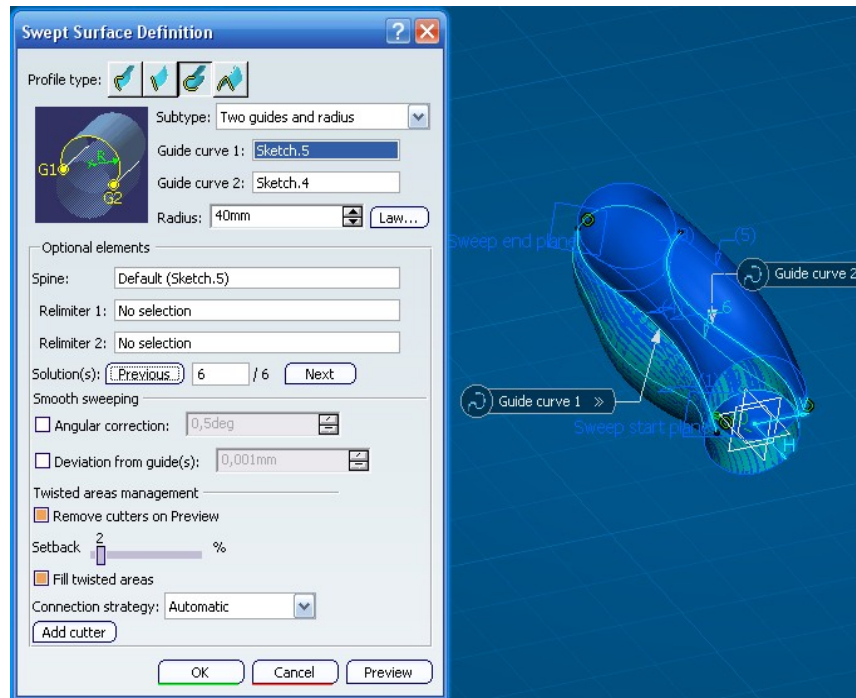 Swept Surface Definition
Profile type:
Subtype: Two guides and radius
Guide curve 1: Sketch.5
Guide curve 2: Sketch.4
Radius: 40mm Law...
G1
R
G2
Optional elements
Spine: Default (Sketch.5)
Relimiter 1: No selection
Relimiter 2: No selection
Solution(s): Previous 6 / 6 Next
Smooth sweeping
Angular correction: 0,5deg
Deviation from guide(s): 0,001mm
Twisted areas management
Remove cutters on Preview
Setback 2 %
Fill twisted areas
Connection strategy: Automatic
Add cutter
OK Cancel Preview
Sweep end plane
(5)
Guide curve 2
6
Guide curve 1 »
Sweep start plane
H